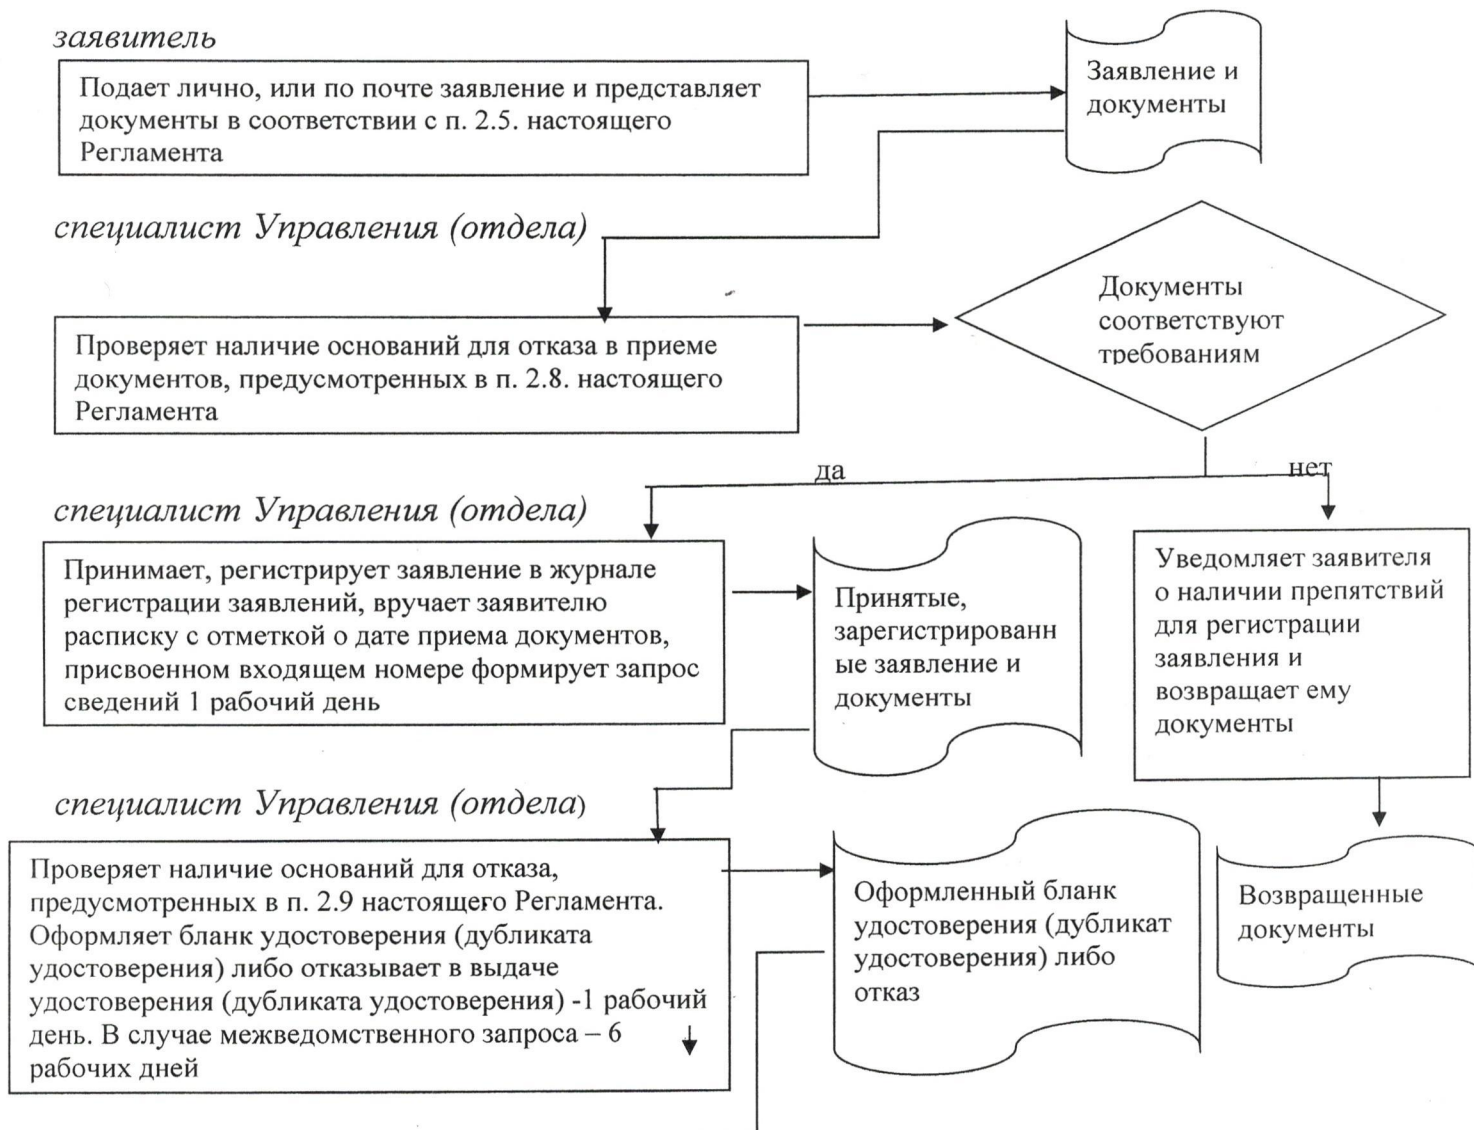 заявитель
Подает лично, или по почте заявление и представляет
документы в соответствии с п. 2.5. настоящего
Регламента
Заявление и
документы
специалист Управления (отдела)
Проверяет наличие оснований для отказа в приеме
документов, предусмотренных в п. 2.8. настоящего
Регламента
Документы
соответствуют
требованиям
да
нет
специалист Управления (отдела)
Принимает, регистрирует заявление в журнале
регистрации заявлений, вручает заявителю
расписку с отметкой о дате приема документов,
присвоенном входящем номере формирует запрос
сведений 1 рабочий день
Принятые,
зарегистрированн
ые заявление и
документы
Уведомляет заявителя
о наличии препятствий
для регистрации
заявления и
возвращает ему
документы
специалист Управления (отдела)
Проверяет наличие оснований для отказа,
предусмотренных в п. 2.9 настоящего Регламента.
Оформляет бланк удостоверения (дубликата
удостоверения) либо отказывает в выдаче
удостоверения (дубликата удостоверения) -1 рабочий
день. В случае межведомственного запроса – 6
рабочих дней
Оформленный бланк
удостоверения (дубликат
удостоверения) либо
отказ
Возвращенные
документы